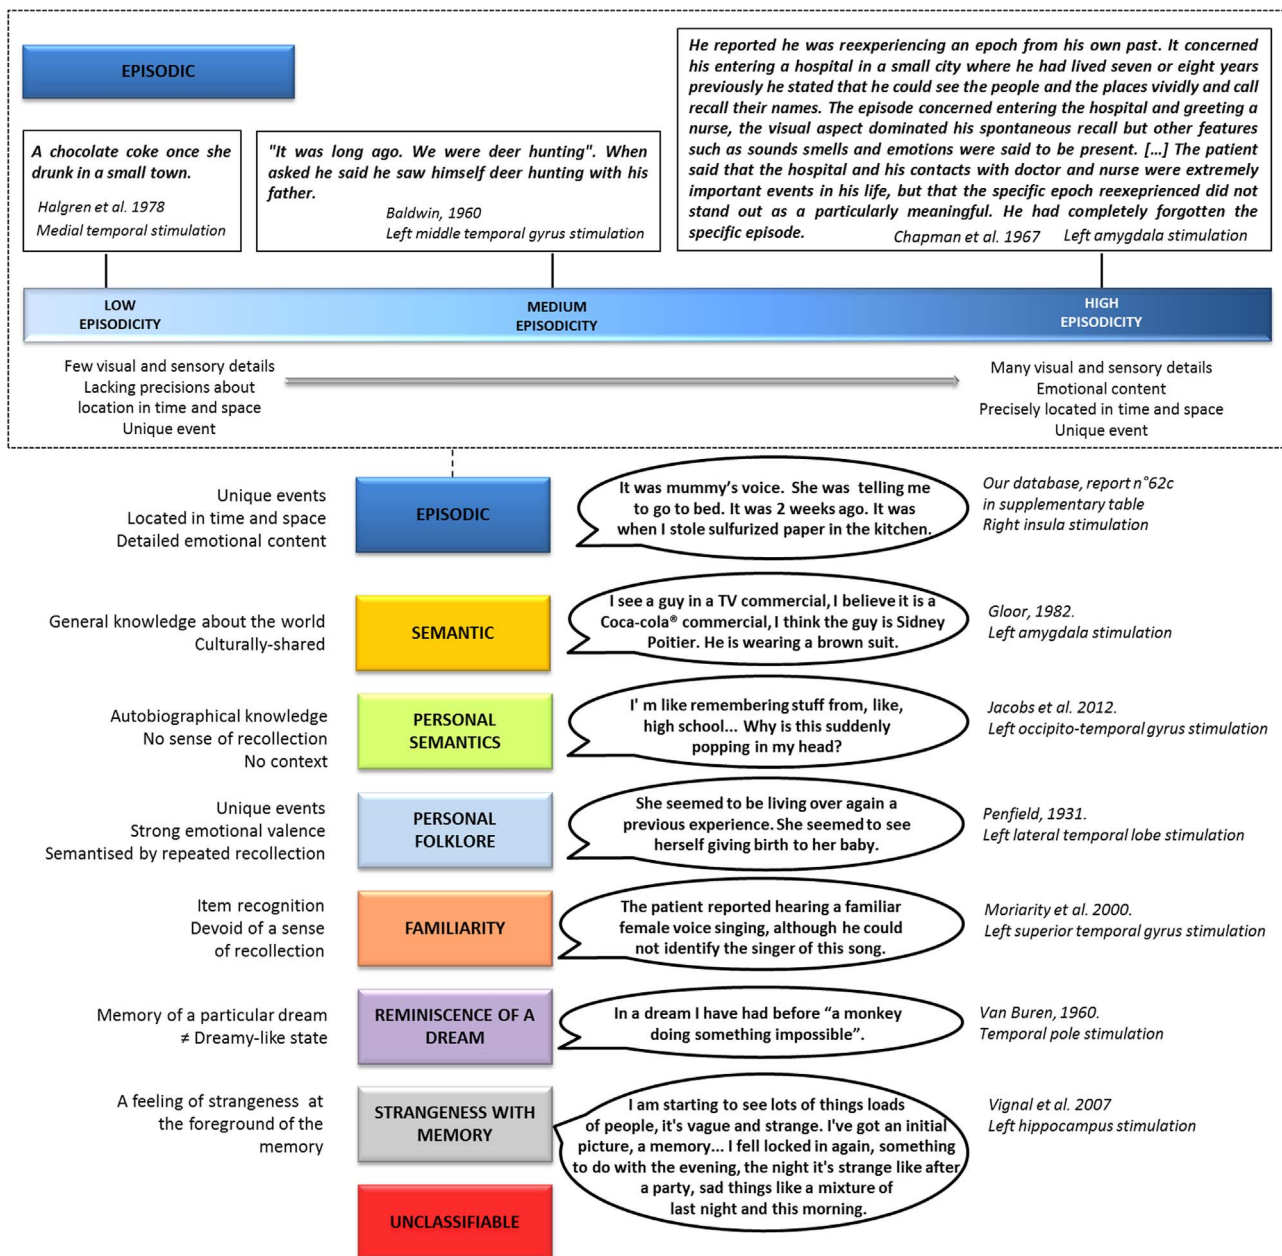 EPISODIC
He reported he was reexperiencing an epoch from his own past. It concerned
his entering a hospital in a small city where he had lived seven or eight years
previously he stated that he could see the people and the places vividly and call
recall their names. The episode concerned entering the hospital and greeting a
nurse, the visual aspect dominated his spontaneous recall but other features
such as sounds smells and emotions were said to be present. […] The patient
said that the hospital and his contacts with doctor and nurse were extremely
important events in his life, but that the specific epoch reexeprienced did not
stand out as a particularly meaningful. He had completely forgotten the
specific episode.
Chapman et al. 1967 Left amygdala stimulation
A chocolate coke once she
drunk in a small town.
Halgren et al. 1978
Medial temporal stimulation
"It was long ago. We were deer hunting". When
asked he said he saw himself deer hunting with his
father.
Baldwin, 1960
Left middle temporal gyrus stimulation
LOW
EPISODICITY
MEDIUM
EPISODICITY
HIGH
EPISODICITY
Few visual and sensory details
Lacking precisions about
location in time and space
Unique event
Many visual and sensory details
Emotional content
Precisely located in time and space
Unique event
Unique events
Located in time and space
Detailed emotional content
EPISODIC
It was mummy’s voice. She was telling me
to go to bed. It was 2 weeks ago. It was
when I stole sulfurized paper in the kitchen.
Our database, report n°62c
in supplementary table
Right insula stimulation
General knowledge about the world
Culturally-shared
SEMANTIC
I see a guy in a TV commercial, I believe it is a
Coca-cola® commercial, I think the guy is Sidney
Poitier. He is wearing a brown suit.
Gloor, 1982.
Left amygdala stimulation
Autobiographical knowledge
No sense of recollection
No context
PERSONAL
SEMANTICS
I' m like remembering stuff from, like,
high school... Why is this suddenly
popping in my head?
Jacobs et al. 2012.
Left occipito-temporal gyrus stimulation
Unique events
Strong emotional valence
Semantised by repeated recollection
PERSONAL
FOLKLORE
She seemed to be living over again a
previous experience. She seemed to see
herself giving birth to her baby.
Penfield, 1931.
Left lateral temporal lobe stimulation
Item recognition
Devoid of a sense
of recollection
FAMILIARITY
The patient reported hearing a familiar
female voice singing, although he could
not identify the singer of this song.
Moriarity et al. 2000.
Left superior temporal gyrus stimulation
Memory of a particular dream
≠ Dreamy-like state
REMINISCENCE OF A
DREAM
In a dream I have had before “a monkey
doing something impossible”.
Van Buren, 1960.
Temporal pole stimulation
A feeling of strangeness at
the foreground of the
memory
STRANGENESS WITH
MEMORY
I am starting to see lots of things loads
of people, it's vague and strange. I've got an initial
picture, a memory... I fell locked in again, something
to do with the evening, the night it's strange like after
a party, sad things like a mixture of
last night and this morning.
Vignal et al. 2007
Left hippocampus stimulation
UNCLASSIFIABLE